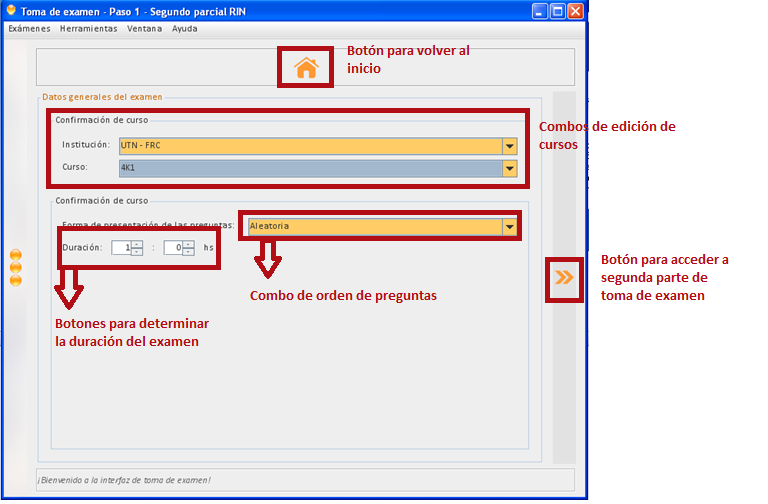 Toma de examen - Paso 1 - Segundo parcial RIN
Exámenes Herramientas Ventana Ayuda
Botón para volver al
inicio
Datos generales del examen
Confirmación de curso
Institución: UTN - FRC
Curso: 4K1
Combos de edición de
cursos
Confirmación de curso
Forma de presentación de las preguntas: Aleatoria
Duración: 1 : 0 hs
Combo de orden de preguntas
Botones para determinar
la duración del examen
Botón para acceder a
segunda parte de
toma de examen
¡Bienvenido a la interfaz de toma de examen!